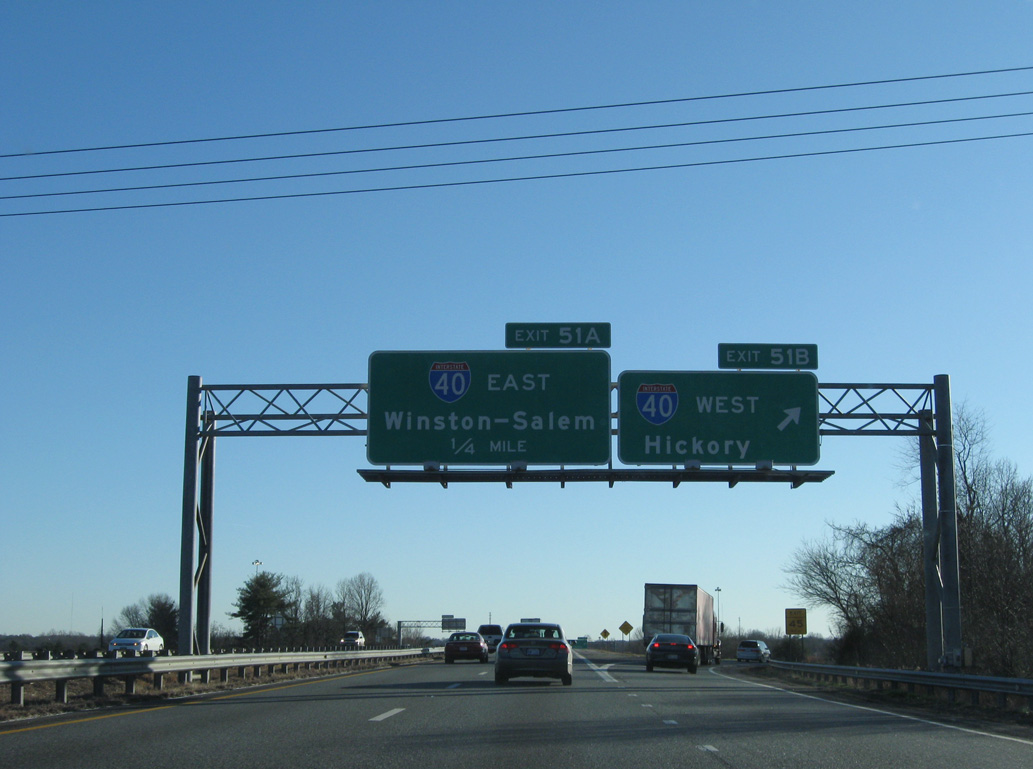 EXIT 51A
INTERSTATE
40 EAST
Winston-Salem
1/4 MILE
EXIT 51B
INTERSTATE
40 WEST
Hickory